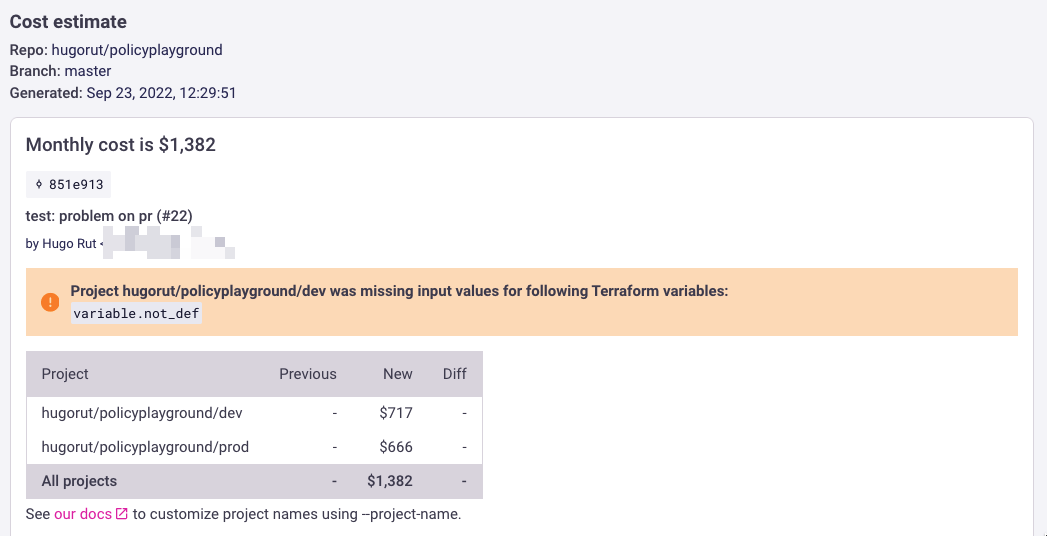 Cost estimate
Repo: hugorut/policyplayground
Branch: master
Generated: Sep 23, 2022, 12:29:51
Monthly cost is $1,382
851e913
test: problem on pr (#22)
by Hugo Rut <
Project hugorut/policyplayground/dev was missing input values for following Terraform variables:
variable.not_def
Project Previous New Diff
hugorut/policyplayground/dev - $717 -
hugorut/policyplayground/prod - $666 -
All projects - $1,382 -
See our docs to customize project names using --project-name.